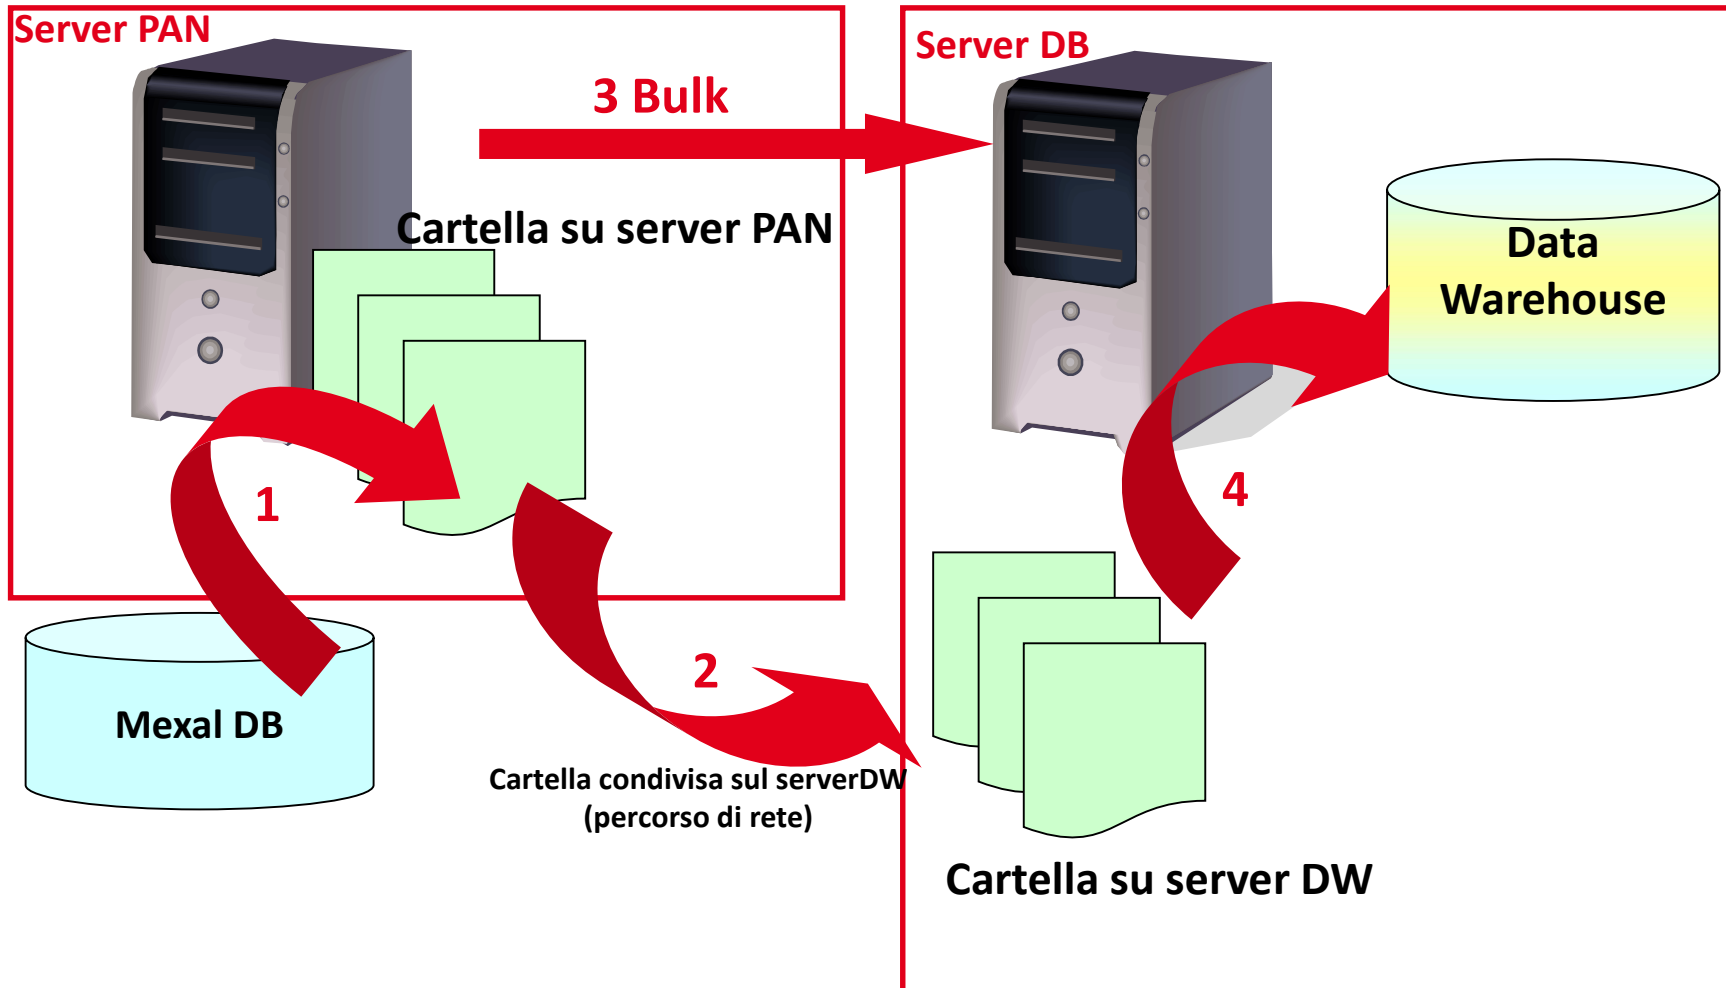 Server PAN
Server DB
3 Bulk
Cartella su server PAN
Data
Warehouse
1
4
2
Mexal DB
Cartella condivisa sul serverDW
(percorso di rete)
Cartella su server DW